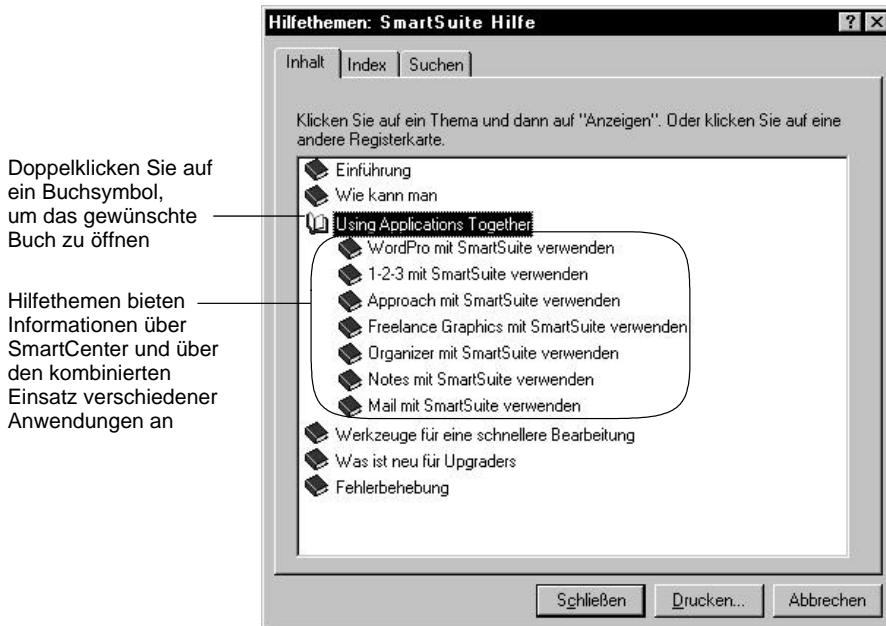 Hilfethemen: SmartSuite Hilfe
Inhalt
Index
Suchen
Klicken Sie auf ein Thema und dann auf "Anzeigen". Oder klicken Sie auf eine
andere Registerkarte.
Doppelklicken Sie auf
ein Buchsymbol,
um das gewünschte
Buch zu öffnen
Hilfethemen bieten
Informationen über
SmartCenter und über
den kombinierten
Einsatz verschiedener
Anwendungen an
Einführung
Wie kann man
Using Applications Together
WordPro mit SmartSuite verwenden
1-2-3 mit SmartSuite verwenden
Approach mit SmartSuite verwenden
Freelance Graphics mit SmartSuite verwenden
Organizer mit SmartSuite verwenden
Notes mit SmartSuite verwenden
Mail mit SmartSuite verwenden
Werkzeuge für eine schnellere Bearbeitung
Was ist neu für Upgraders
Fehlerbehebung
Schließen
Drucken...
Abbrechen